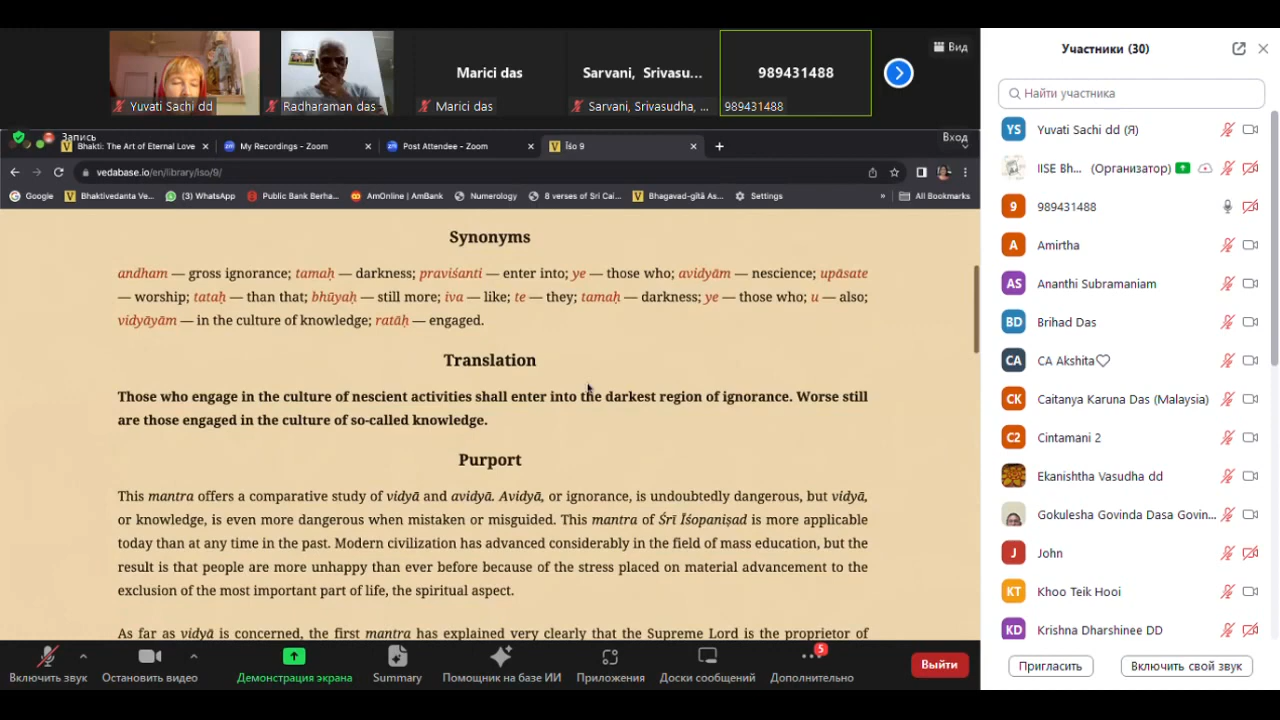 Marici das
Sarvani, Srivasu...
989431488
Вид
Yuvati Sachi dd
Radharaman das -
Marici das
Sarvani, Srivasudha, ...
989431488
Участники (30)
Найти участника
Yuvati Sachi dd (Я)
IISE Bh... (Организатор)
989431488
Amirtha
Ananthi Subramaniam
Brihad Das
CA Akshita♡
Caitanya Karuna Das (Malaysia)
Cintamani 2
Ekanishtha Vasudha dd
Gokulesha Govinda Dasa Govin...
John
Khoo Teik Hooi
Krishna Dharshinee DD
YS
9
A
AS
BD
CA
CK
C2
J
KT
KD
Пригласить
Включить свой звук
Запись
Вход
Bhakti: The Art of Eternal Love
My Recordings - Zoom
Post Attendee - Zoom
Īśo 9
vedabase.io/en/library/iso/9/
Google
Bhaktivedanta Ve...
(3) WhatsApp
Public Bank Berha...
AmOnline | AmBank
Numerology
8 verses of Sri Cai...
Bhagavad-gītā As...
Settings
»
All Bookmarks
Synonyms
andham — gross ignorance; tamaḥ — darkness; praviśanti — enter into; ye — those who; avidyām — nescience; upāsate
— worship; tataḥ — than that; bhūyaḥ — still more; iva — like; te — they; tamaḥ — darkness; ye — those who; u — also;
vidyāyām — in the culture of knowledge; ratāḥ — engaged.
Translation
Those who engage in the culture of nescient activities shall enter into the darkest region of ignorance. Worse still
are those engaged in the culture of so-called knowledge.
Purport
This mantra offers a comparative study of vidyā and avidyā. Avidyā, or ignorance, is undoubtedly dangerous, but vidyā,
or knowledge, is even more dangerous when mistaken or misguided. This mantra of Śrī Īśopaniṣad is more applicable
today than at any time in the past. Modern civilization has advanced considerably in the field of mass education, but the
result is that people are more unhappy than ever before because of the stress placed on material advancement to the
exclusion of the most important part of life, the spiritual aspect.
As far as vidyā is concerned, the first mantra has explained very clearly that the Supreme Lord is the proprietor of
Включить звук
Остановить видео
Демонстрация экрана
Summary
Помощник на базе ИИ
Приложения
Доски сообщений
5
Дополнительно
Выйти